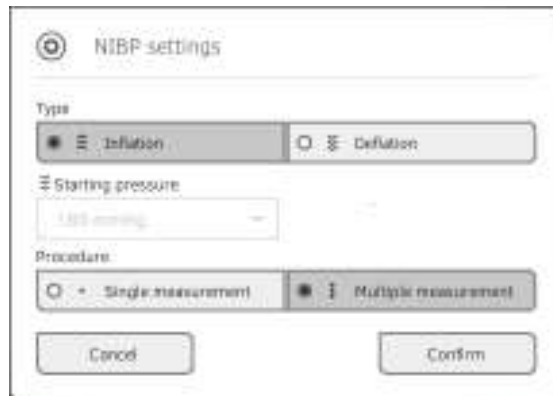 NIBP settings
Type
Inflation Deflation
Starting pressure
Procedure
Single measurement Multiple measurement
Cancel Confirm